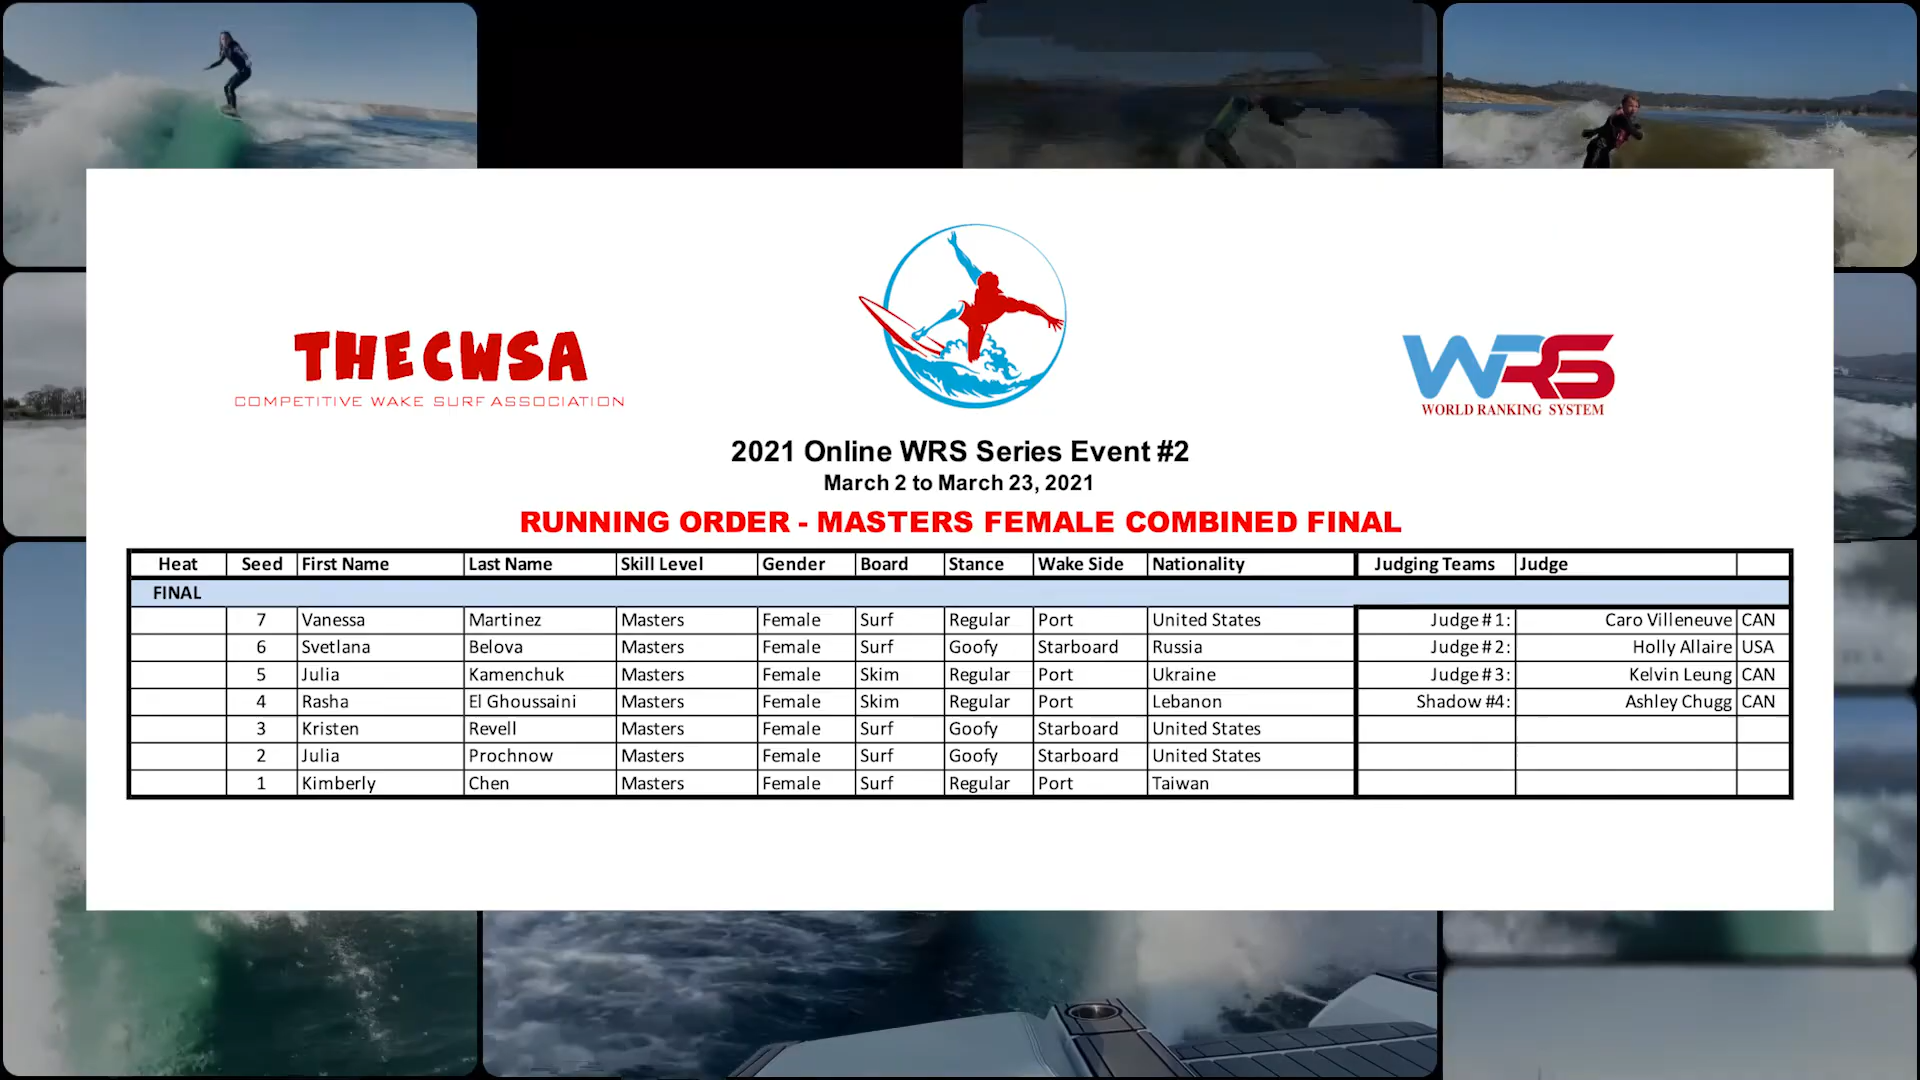 THECWSA
COMPETITIVE WAKE SURF ASSOCIATION
WRS
WORLD RANKING SYSTEM
2021 Online WRS Series Event #2
March 2 to March 23, 2021
RUNNING ORDER - MASTERS FEMALE COMBINED FINAL
Heat Seed First Name Last Name Skill Level Gender Board Stance Wake Side Nationality Judging Teams Judge
FINAL
7 Vanessa Martinez Masters Female Surf Regular Port United States Judge #1: Caro Villeneuve CAN
6 Svetlana Belova Masters Female Surf Goofy Starboard Russia Judge #2: Holly Allaire USA
5 Julia Kamenchuk Masters Female Skim Regular Port Ukraine Judge #3: Kelvin Leung CAN
4 Rasha El Ghoussaini Masters Female Skim Regular Port Lebanon Shadow #4: Ashley Chugg CAN
3 Kristen Revell Masters Female Surf Goofy Starboard United States
2 Julia Prochnow Masters Female Surf Goofy Starboard United States
1 Kimberly Chen Masters Female Surf Regular Port Taiwan